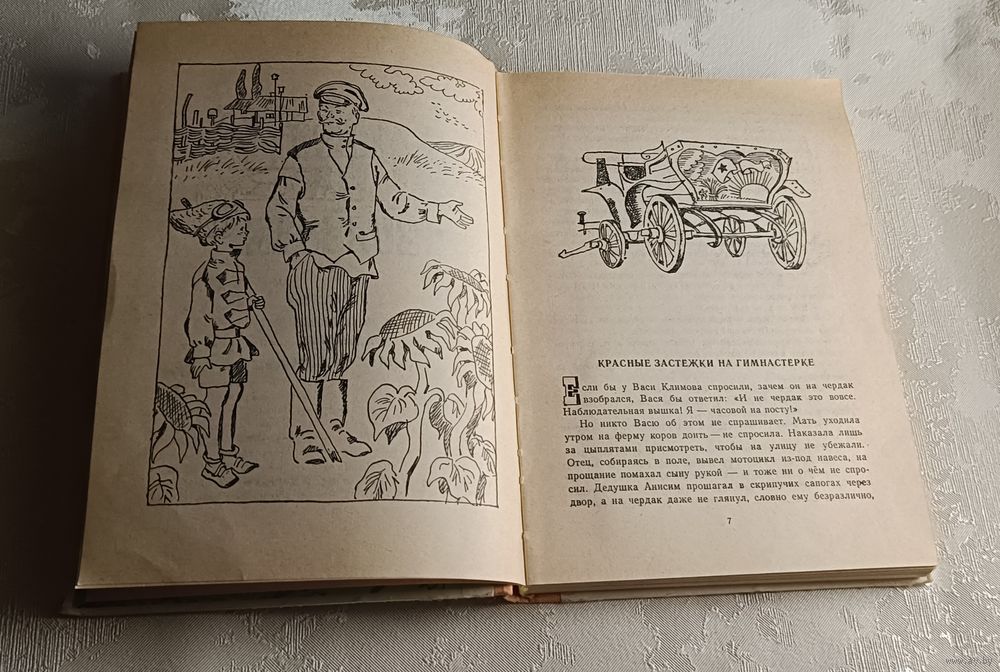 КРАСНЫЕ ЗАСТЕЖКИ НА ГИМНАСТЕРКЕ
Если бы у Васи Климова спросили, зачем он на чердак
взобрался, Вася бы ответил: «И не чердак это вовсе.
Наблюдательная вышка! Я — часовой на посту!»
Но никто Васю об этом не спрашивает. Мать уходила
утром на ферму коров доить — не спросила. Наказала лишь
за цыплятами присмотреть, чтобы на улицу не убежали.
Отец, собираясь в поле, вывел мотоцикл из-под навеса, на
прощание помахал сыну рукой — и тоже ни о чём не спро-
сил. Дедушка Анисим прошагал в скрипучих сапогах через
двор, а на чердак даже не глянул, словно ему безразлично,
7